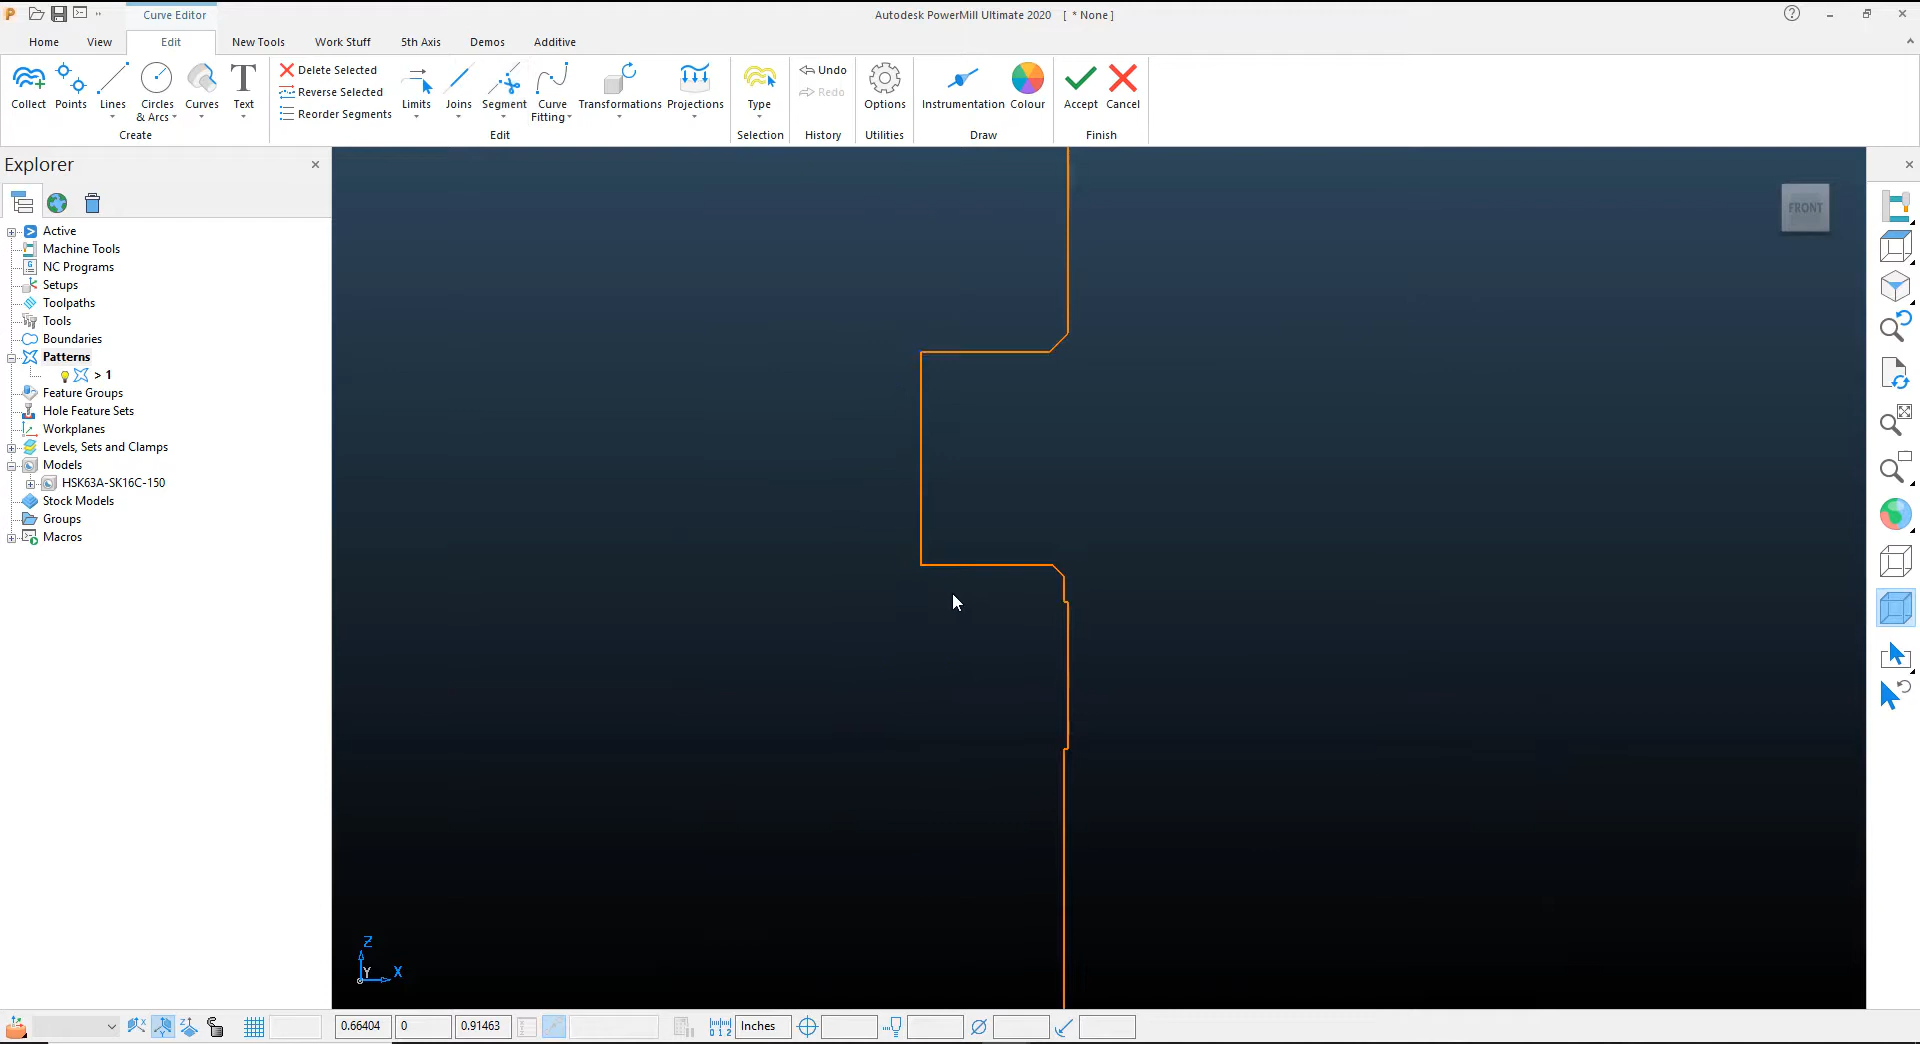 Curve Editor
Autodesk PowerMill Ultimate 2020 [ * None ]
Home View Edit New Tools Work Stuff 5th Axis Demos Additive
Collect
Points
Lines
Circles
& Arcs
Curves
Text
Create
Delete Selected
Reverse Selected
Reorder Segments
Limits
Joins
Segment
Curve
Fitting
Transformations
Projections
Edit
Type
Selection
Undo
Redo
History
Options
Utilities
Instrumentation
Colour
Draw
Accept
Cancel
Finish
Explorer
Active
Machine Tools
NC Programs
Setups
Toolpaths
Tools
Boundaries
Patterns
> 1
Feature Groups
Hole Feature Sets
Workplanes
Levels, Sets and Clamps
Models
HSK63A-SK16C-150
Stock Models
Groups
Macros
FRONT
Z
Y
X
0.66404 0 0.91463 Inches